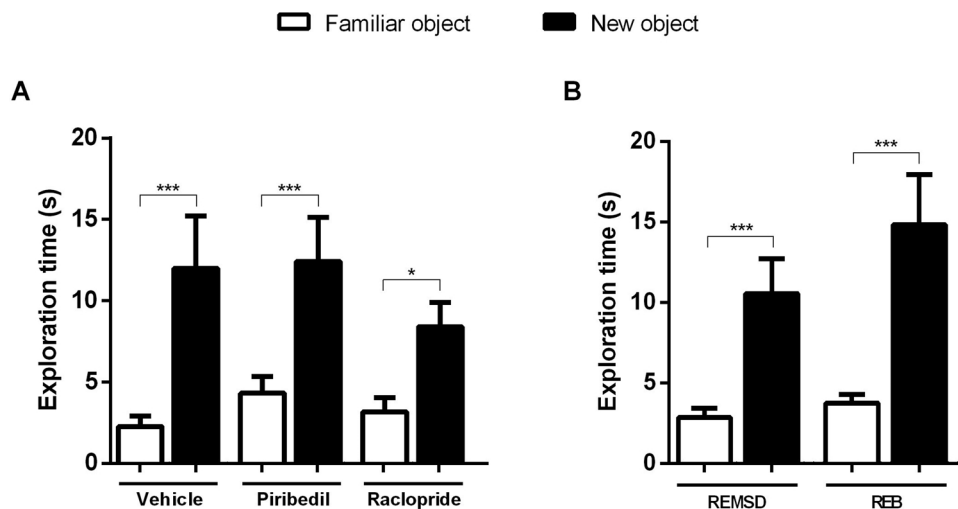 Familiar object New object
A
Exploration time (s)
20
15
10
5
0
***
***
*
Vehicle Piribedil Raclopride
B
Exploration time (s)
20
15
10
5
0
***
***
REMSD REB